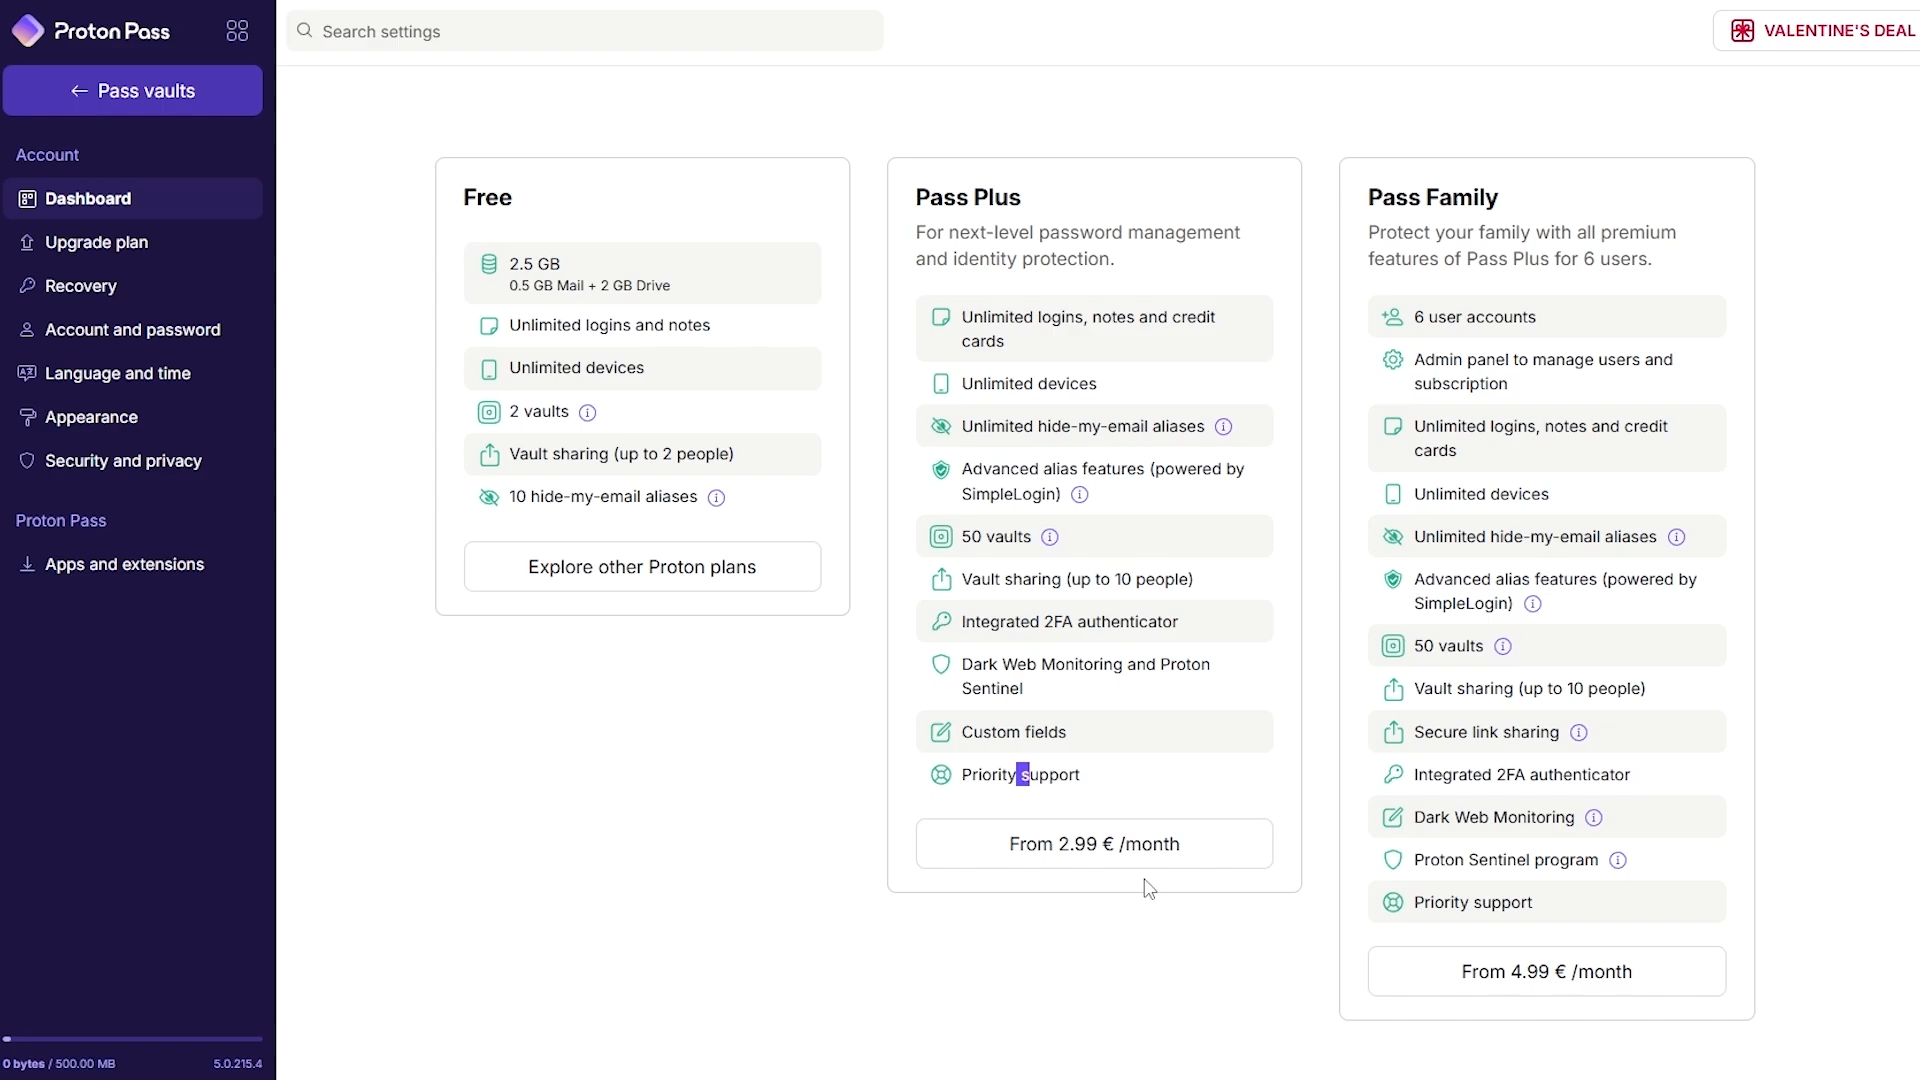 Proton Pass
Search settings
VALENTINE'S DEAL
← Pass vaults
Account
Dashboard
Upgrade plan
Recovery
Account and password
Language and time
Appearance
Security and privacy
Proton Pass
Apps and extensions
0 bytes / 500.00 MB
5.0.215.4
Free
2.5 GB
0.5 GB Mail + 2 GB Drive
Unlimited logins and notes
Unlimited devices
2 vaults
Vault sharing (up to 2 people)
10 hide-my-email aliases
Explore other Proton plans
Pass Plus
For next-level password management
and identity protection.
Unlimited logins, notes and credit
cards
Unlimited devices
Unlimited hide-my-email aliases
Advanced alias features (powered by
SimpleLogin)
50 vaults
Vault sharing (up to 10 people)
Integrated 2FA authenticator
Dark Web Monitoring and Proton
Sentinel
Custom fields
Priority support
From 2.99 € /month
Pass Family
Protect your family with all premium
features of Pass Plus for 6 users.
6 user accounts
Admin panel to manage users and
subscription
Unlimited logins, notes and credit
cards
Unlimited devices
Unlimited hide-my-email aliases
Advanced alias features (powered by
SimpleLogin)
50 vaults
Vault sharing (up to 10 people)
Secure link sharing
Integrated 2FA authenticator
Dark Web Monitoring
Proton Sentinel program
Priority support
From 4.99 € /month